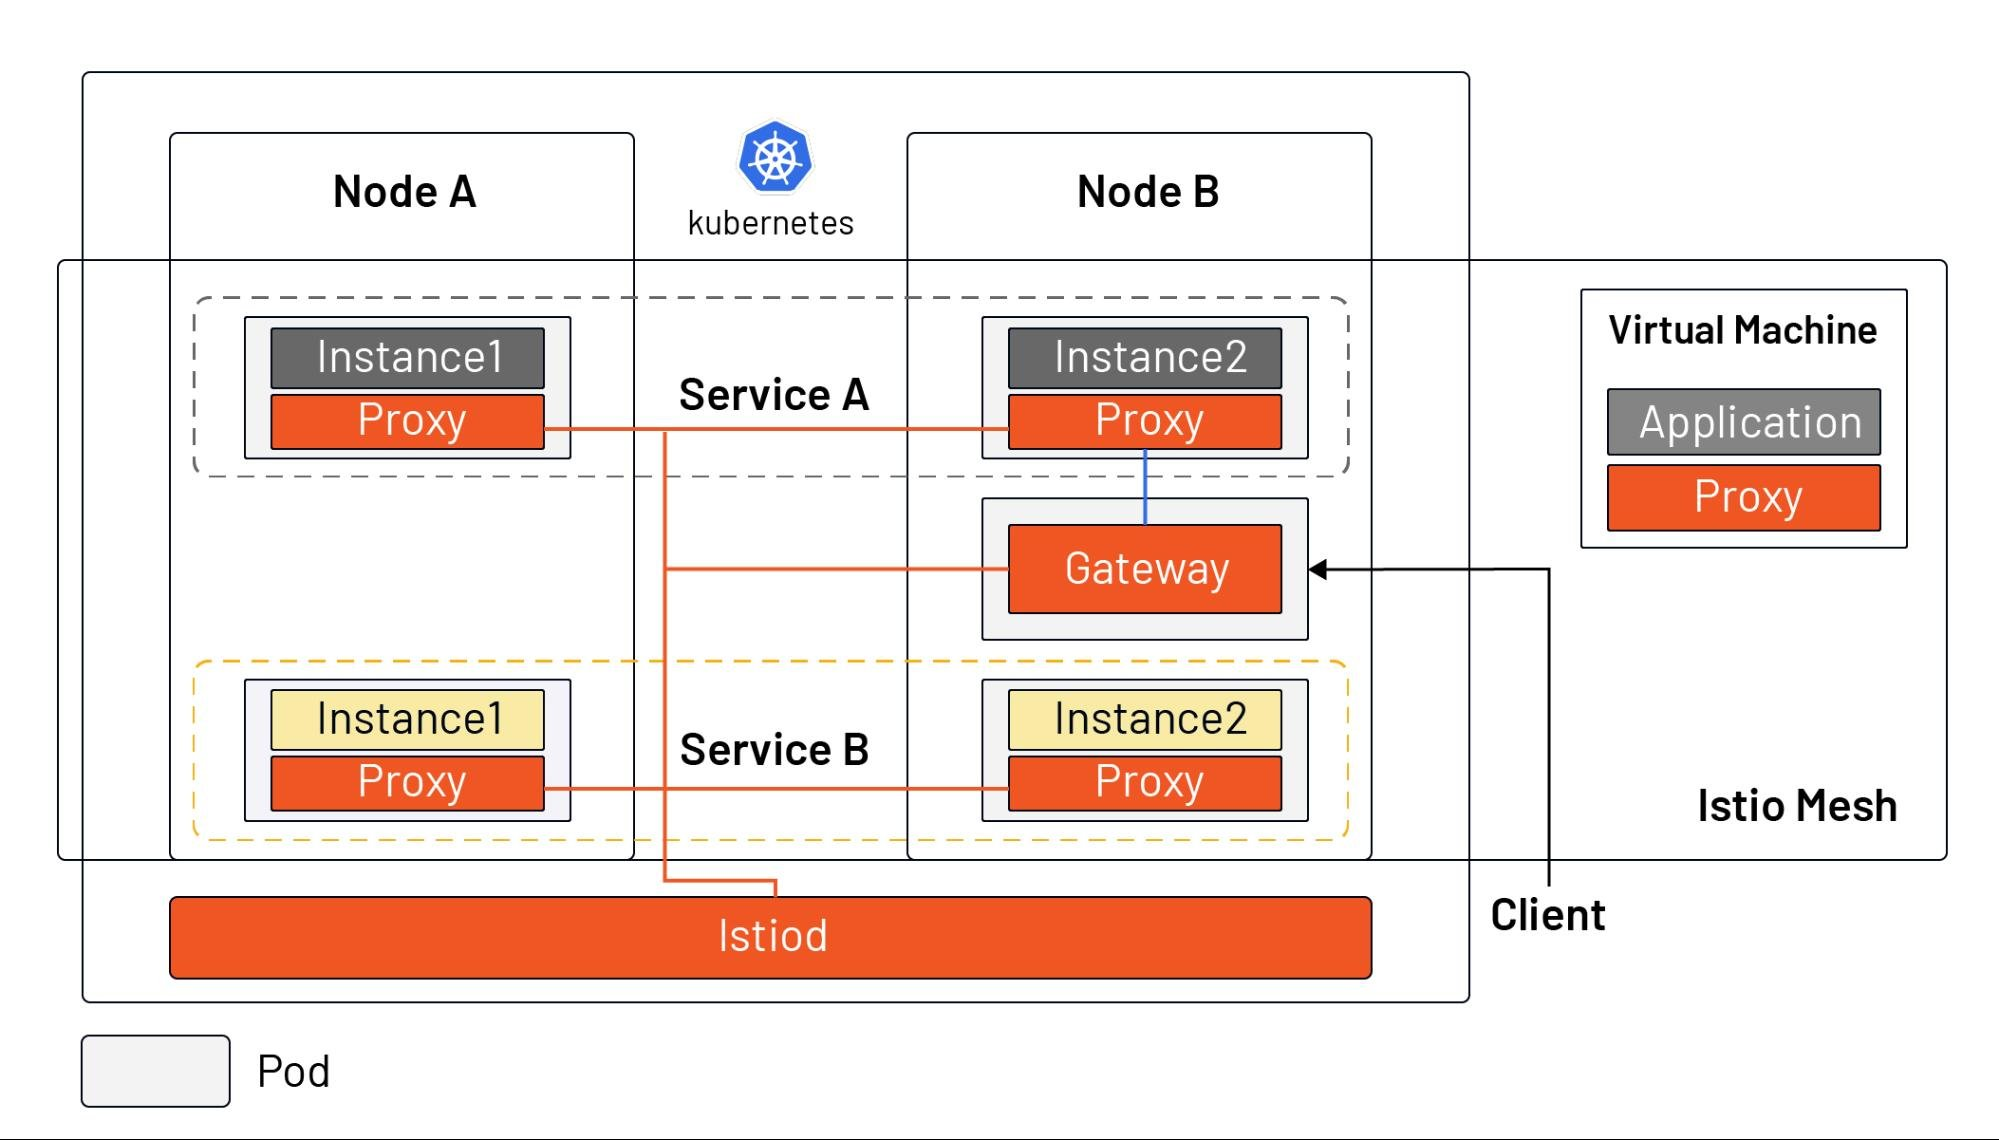 Node A
kubernetes
Node B
Instance1
Proxy
Service A
Instance2
Proxy
Virtual Machine
Application
Proxy
Gateway
Instance1
Proxy
Service B
Instance2
Proxy
Istio Mesh
Istiod
Client
Pod